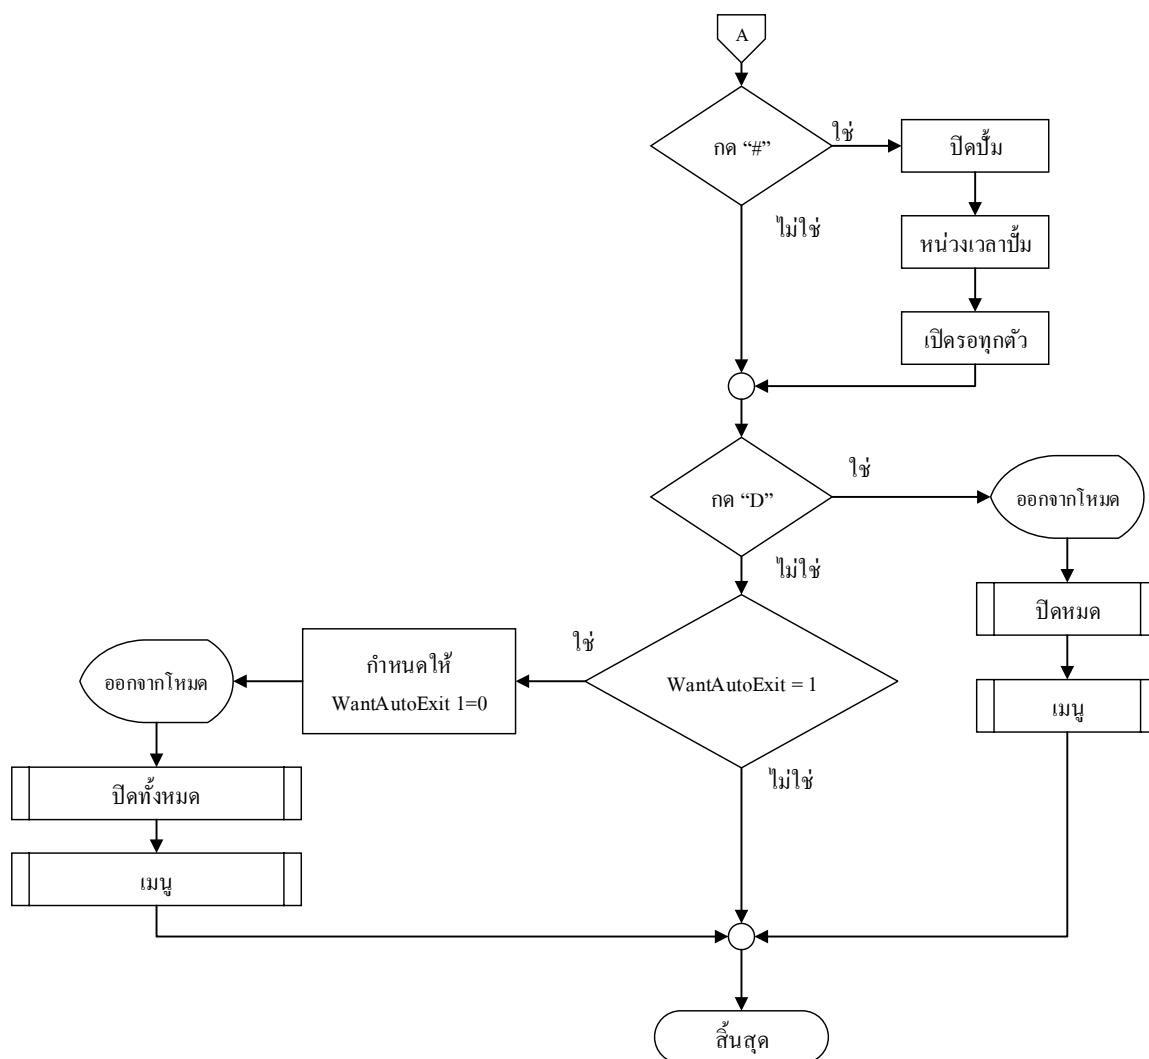 A
กด “#”
ใช่
ปิดปั๊ม
ไม่ใช่
หน่วงเวลาปั๊ม
เปิดรอทุกตัว
กด “D”
ใช่
ออกจากโหมด
ไม่ใช่
ปิดหมด
เมนู
WantAutoExit = 1
ใช่
กำหนดให้
WantAutoExit 1=0
ออกจากโหมด
ไม่ใช่
ปิดทั้งหมด
เมนู
สิ้นสุด